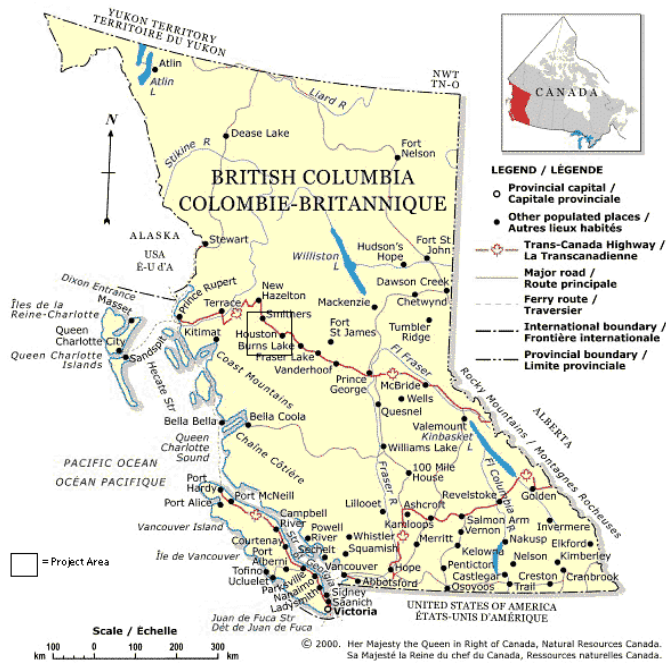 YUKON TERRITORY
TERRITOIRE DU YUKON
NWT
TN-O
CANADA
Atlin
Atlin
L
Liard R
Dease Lake
Fort
Nelson
Stikine R
BRITISH COLUMBIA
COLOMBIE-BRITANNIQUE
N
LEGEND / LÉGENDE
Provincial capital /
Capitale provinciale
Other populated places /
Autres lieux habités
Trans-Canada Highway /
La Transcanadienne
Major road /
Route principale
Ferry route /
Traversier
International boundary /
Frontière internationale
Provincial boundary /
Limite provinciale
ALASKA
USA
É-U d'A
Stewart
Williston
L
Hudson's
Hope
Fort St
John
Dixon Entrance
Prince Rupert
Îles de la
Reine-Charlotte
Masset
Terrace
New
Hazelton
Smithers
Mackenzie
Dawson Creek
Chetwynd
Queen
Charlotte City
Sandspit
Kitimat
Houston
Burns Lake
Fraser Lake
Fort
St James
Tumbler
Ridge
Queen Charlotte
Islands
Hecate Str
Coast Mountains
Vanderhoof
Prince
George
Fl Fraser
McBride
Wells
Quesnel
Rocky Mountains / Montagnes Rocheuses
ALBERTA
Bella Bella
Bella Coola
Valemount
Kinbasket
L
Queen
Charlotte
Sound
Chaîne Côtière
Williams Lake
PACIFIC OCEAN
OCÉAN PACIFIQUE
Fraser R
100 Mile
House
Fl Columbia R
Port
Hardy
Port McNeill
Port Alice
Lillooet
Ashcroft
Kamloops
Revelstoke
Golden
Vancouver Island
Campbell
River
Powell
River
Whistler
Merritt
Salmon Arm
Vernon
Invermere
Courtenay
Str of Georgia
Sechelt
Squamish
Kelowna
Nakusp
Elkford
Île de Vancouver
Port
Alberni
Vancouver
Hope
Penticton
Nelson
Kimberley
Tofino
Ucluelet
Parksville
Nanaimo
Ladysmith
Abbotsford
Castlegar
Creston
Cranbrook
Osoyoos
Trail
Sidney
Saanich
Victoria
= Project Area
Juan de Fuca Str
Dét de Juan de Fuca
UNITED STATES OF AMERICA
ÉTATS-UNIS D'AMÉRIQUE
Scale / Échelle
100 0 100 200 300
km km
© 2000. Her Majesty the Queen in Right of Canada, Natural Resources Canada.
Sa Majesté la Reine du chef du Canada, Ressources naturelles Canada.